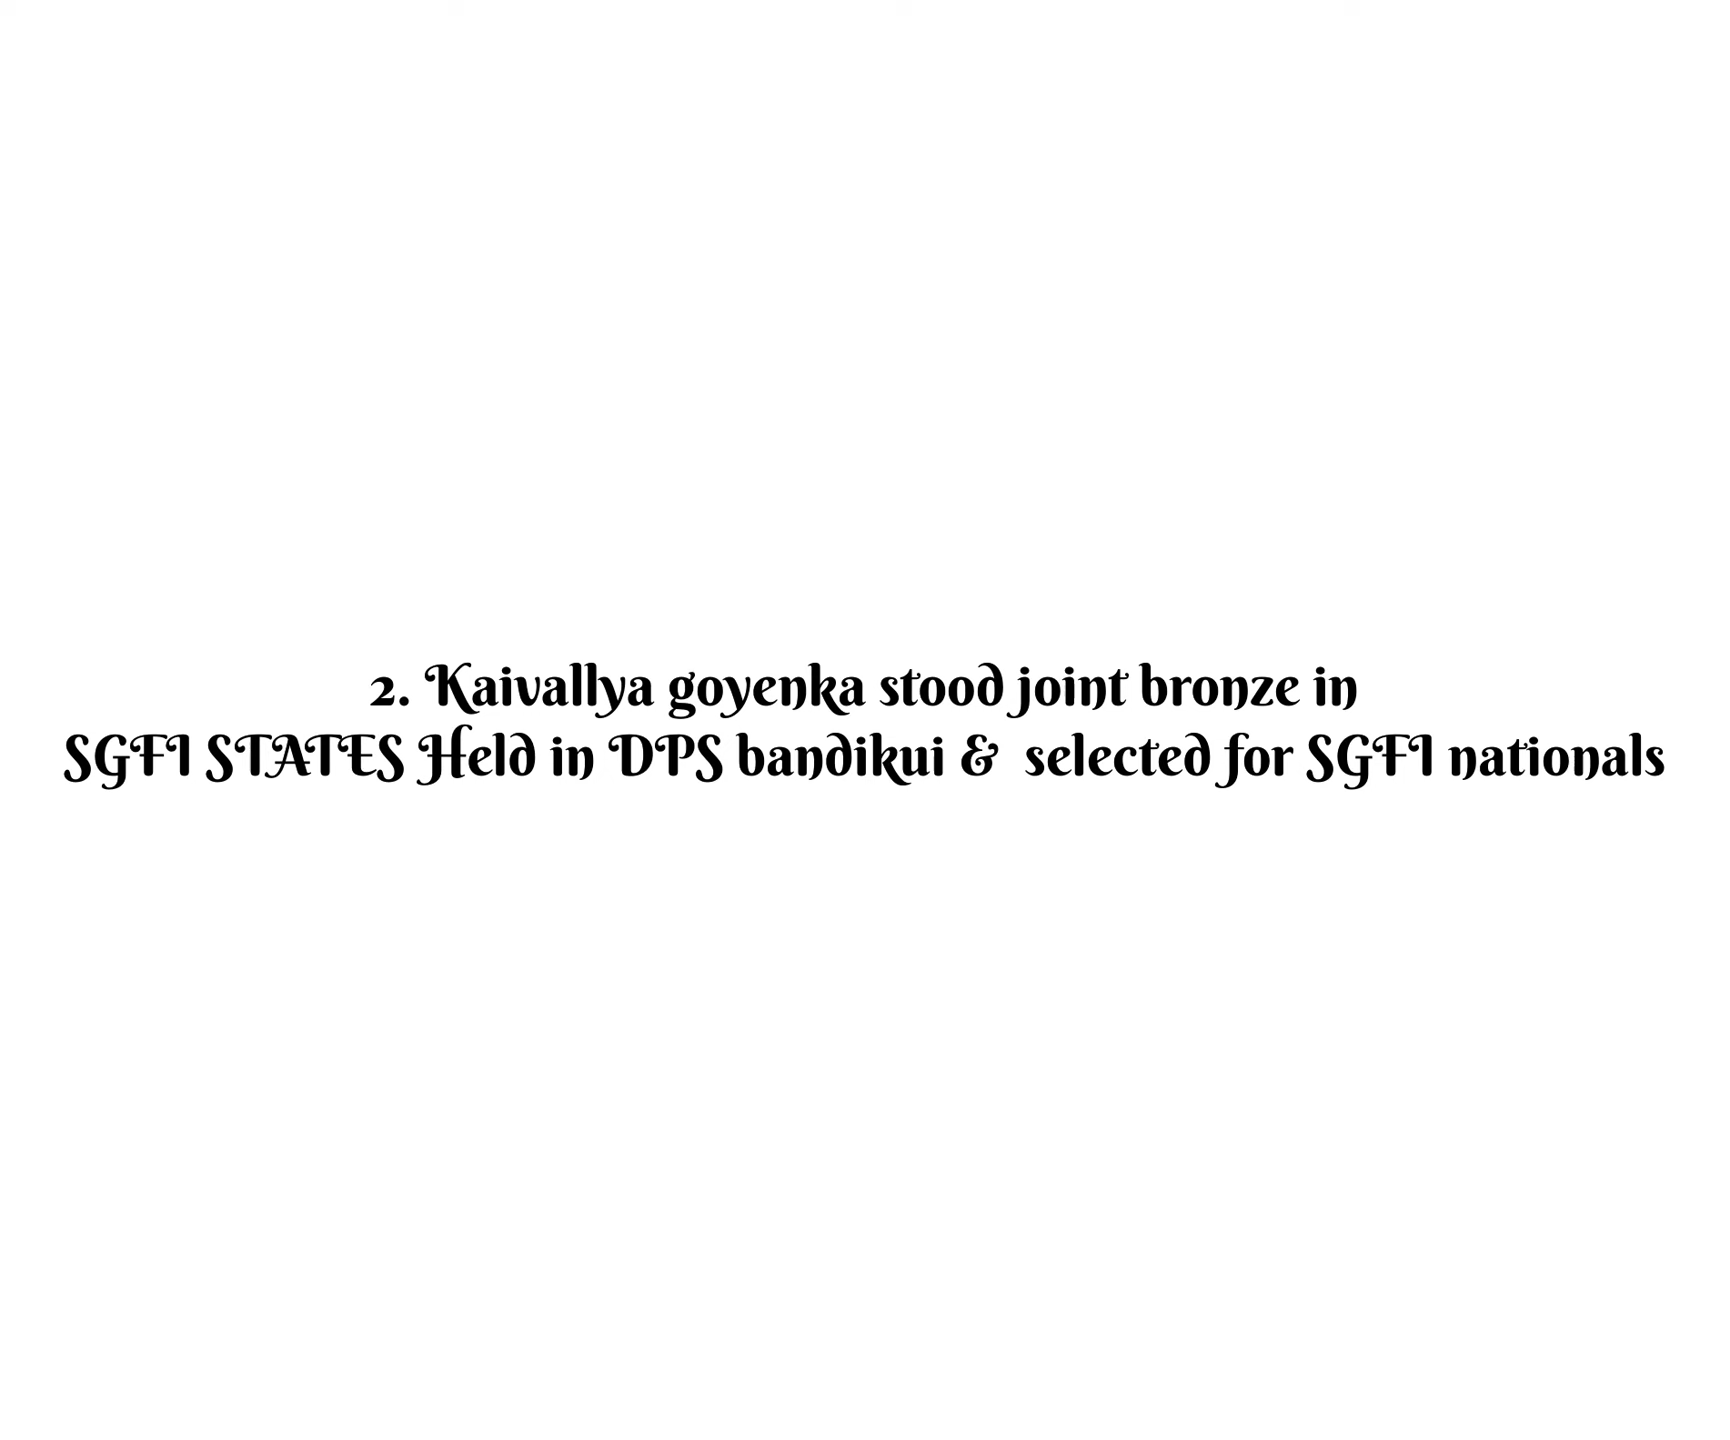 2. Kaivallya goyenka stood joint bronze in
SGFI STATES Held in DPS bandikui & selected for SGFI nationals